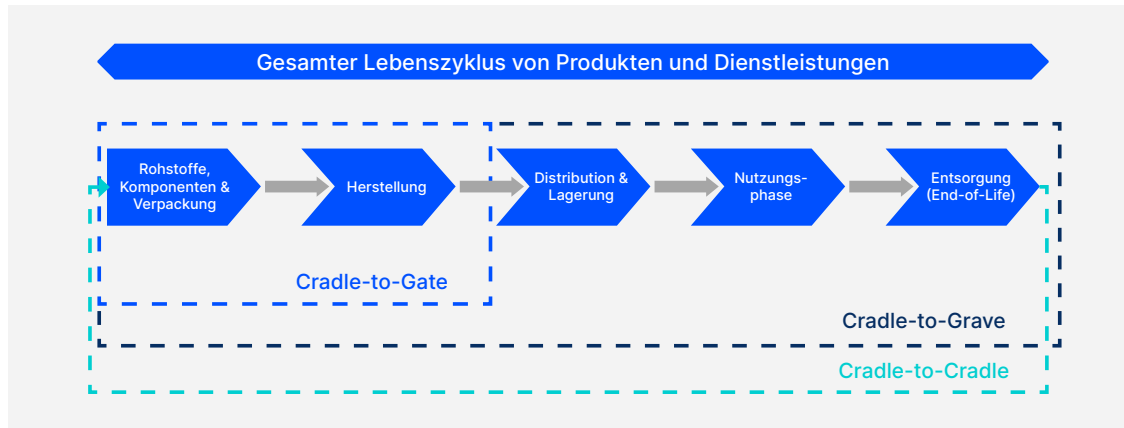 Gesamter Lebenszyklus von Produkten und Dienstleistungen
Rohstoffe,
Komponenten &
Verpackung
Herstellung
Distribution &
Lagerung
Nutzungs-
phase
Entsorgung
(End-of-Life)
Cradle-to-Gate
Cradle-to-Grave
Cradle-to-Cradle